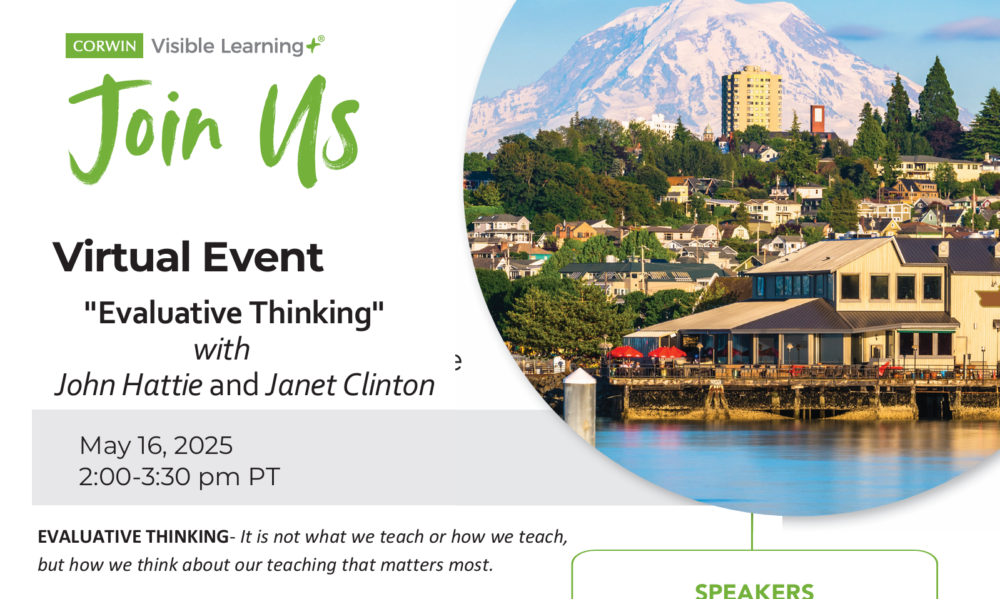 CORWIN Visible Learning+®
Join Us
Virtual Event
"Evaluative Thinking"
with
e
John Hattie and Janet Clinton
May 16, 2025
2:00-3:30 pm PT
EVALUATIVE THINKING- It is not what we teach or how we teach,
but how we think about our teaching that matters most.
SPEAKERS